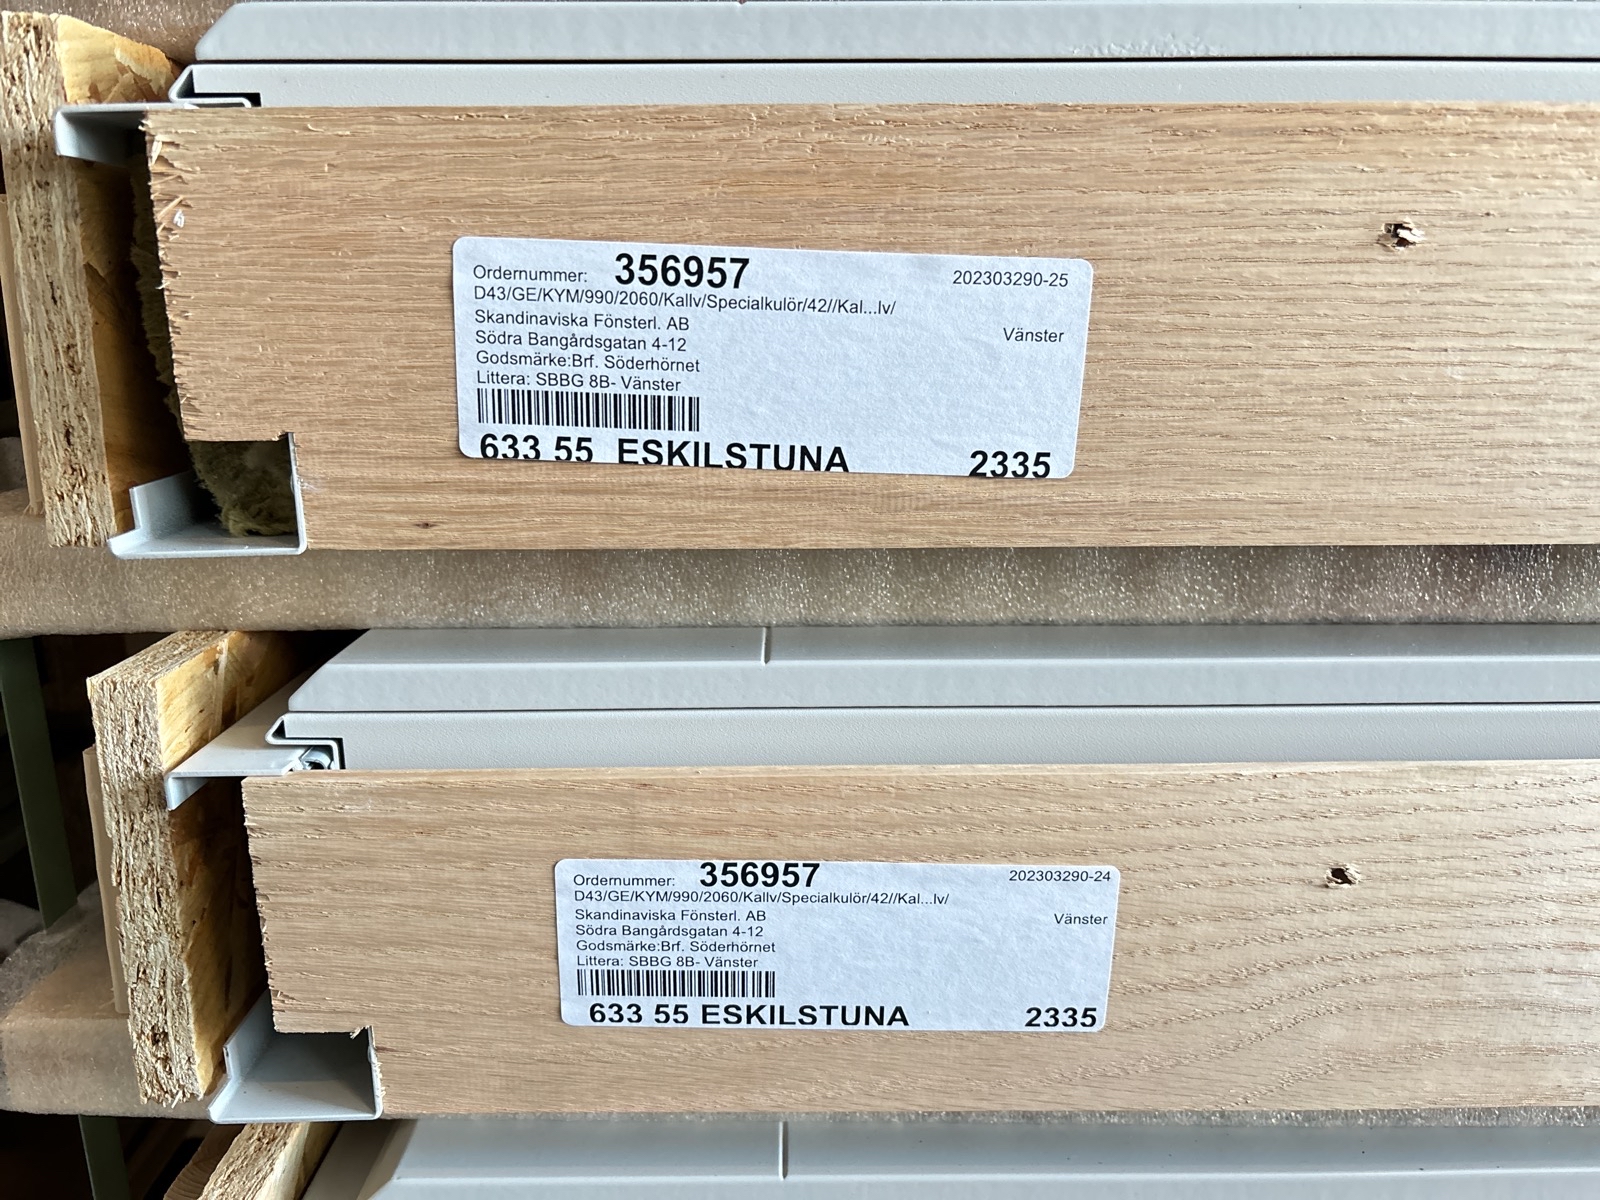 Ordernummer: 356957 202303290-25
D43/GE/KYM/990/2060/Kallv/Specialkulör/42//Kal...lv/
Skandinaviska Fönsterl. AB
Vänster
Södra Bangårdsgatan 4-12
Godsmärke:Brf. Söderhörnet
Littera: SBBG 8B- Vänster
633 55 ESKILSTUNA 2335
Ordernummer: 356957 202303290-24
D43/GE/KYM/990/2060/Kallv/Specialkulör/42//Kal...lv/
Skandinaviska Fönsterl. AB
Vänster
Södra Bangårdsgatan 4-12
Godsmärke:Brf. Söderhörnet
Littera: SBBG 8B- Vänster
633 55 ESKILSTUNA 2335